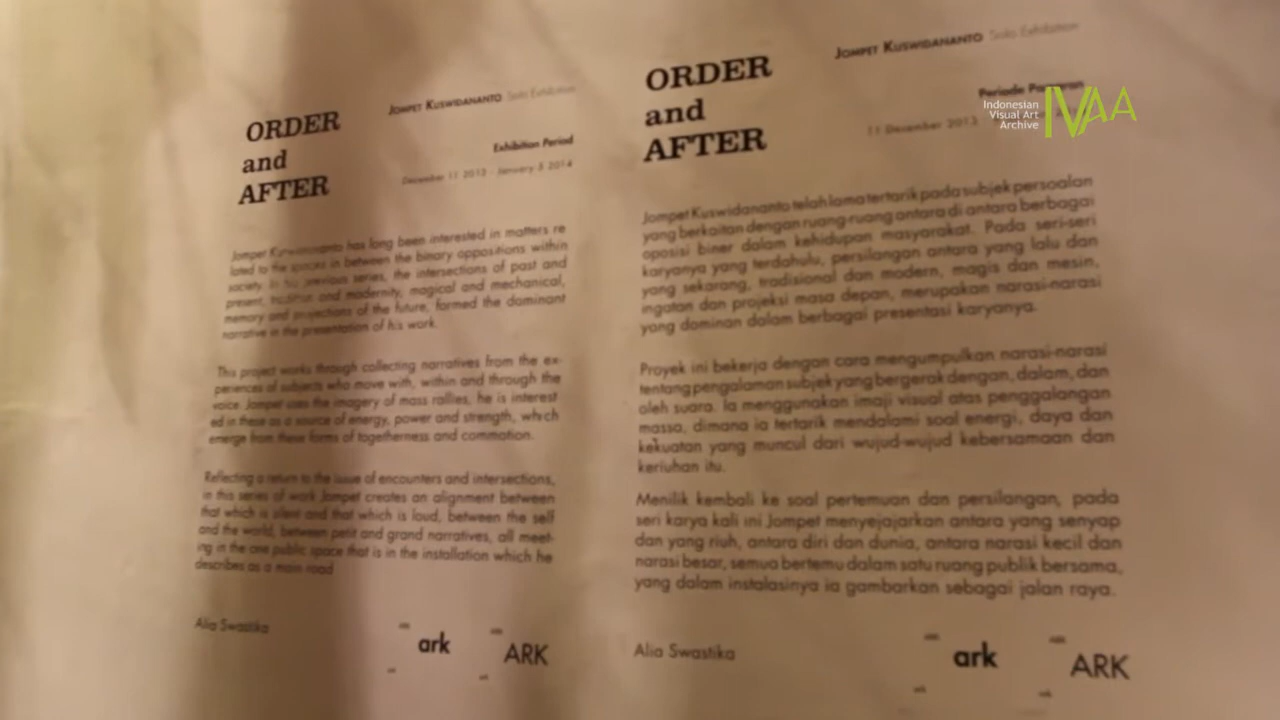 ORDER
and
AFTER
JOMPET KUSWIDANANTO Solo Exhibition
Exhibition Period
December 11 2013 - January 5 2014
Jompet Kuswidananto has long been interested in matters re
lated to the spaces in between the binary oppositions within
society. In his previous series, the intersections of past and
present, tradition and modernity, magical and mechanical,
memory and projections of the future, formed the dominant
narrative in the presentation of his work.
This project works through collecting narratives from the ex-
periences of subjects who move with, within and through the
voice. Jompet uses the imagery of mass rallies, he is interest
ed in these as a source of energy, power and strength, which
emerge from these forms of togetherness and commotion.
Reflecting a return to the issue of encounters and intersections,
in this series of work Jompet creates an alignment between
that which is silent and that which is loud, between the self
and the world, between petit and grand narratives, all meet-
ing in the one public space that is in the installation which he
describes as a main road
Alia Swastika
ark
ARK
ORDER
and
AFTER
JOMPET KUSWIDANANTO Solo Exhibition
Periode Pameran
11 December 2013
Indonesian
Visual Art
Archive
IVAA
Jompet Kuswidananto telah lama tertarik pada subjek persoalan
yang berkaitan dengan ruang-ruang antara di antara berbagai
oposisi biner dalam kehidupan masyarakat. Pada seri-seri
karyanya yang terdahulu, persilangan antara yang lalu dan
yang sekarang, tradisional dan modern, magis dan mesin,
ingatan dan projeksi masa depan, merupakan narasi-narasi
yang dominan dalam berbagai presentasi karyanya.
Proyek ini bekerja dengan cara mengumpulkan narasi-narasi
tentang pengalaman subjek yang bergerak dengan, dalam, dan
oleh suara. Ia menggunakan imaji visual atas penggalangan
massa, dimana ia tertarik mendalami soal energi, daya dan
kekuatan yang muncul dari wujud-wujud kebersamaan dan
keriuhan itu.
Menilik kembali ke soal pertemuan dan persilangan, pada
seri karya kali ini Jompet menyejajarkan antara yang senyap
dan yang riuh, antara diri dan dunia, antara narasi kecil dan
narasi besar, semua bertemu dalam satu ruang publik bersama,
yang dalam instalasinya ia gambarkan sebagai jalan raya.
Alia Swastika
ark
ARK